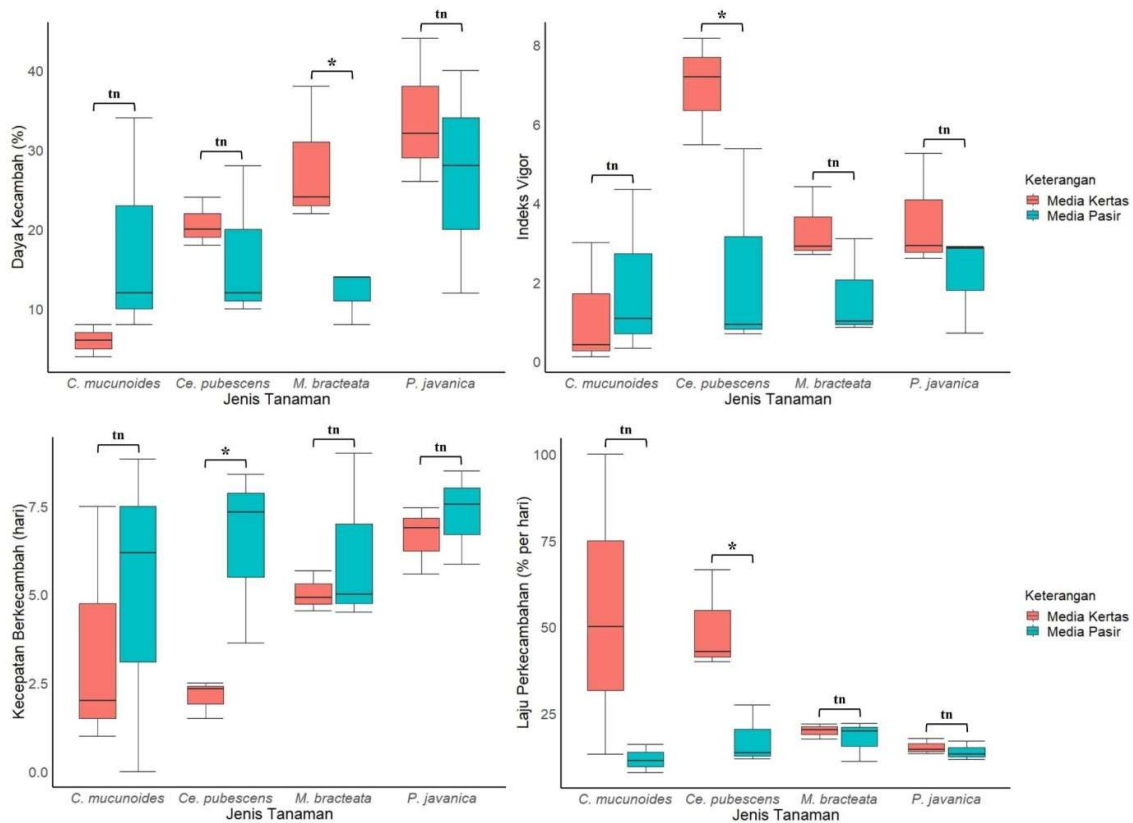 Daya Kecambah (%)
40
30
20
10
tn
tn
*
tn
C. mucunoides Ce. pubescens M. bracteata P. javanica
Jenis Tanaman
Indeks Vigor
8
6
4
2
0
tn
*
tn
tn
C. mucunoides Ce. pubescens M. bracteata P. javanica
Jenis Tanaman
Keterangan
Media Kertas
Media Pasir
Kecepatan Berkecambah (hari)
7.5
5.0
2.5
0.0
tn
*
tn
tn
C. mucunoides Ce. pubescens M. bracteata P. javanica
Jenis Tanaman
Laju Perkecambahan (% per hari)
100
75
50
25
tn
*
tn
tn
C. mucunoides Ce. pubescens M. bracteata P. javanica
Jenis Tanaman
Keterangan
Media Kertas
Media Pasir